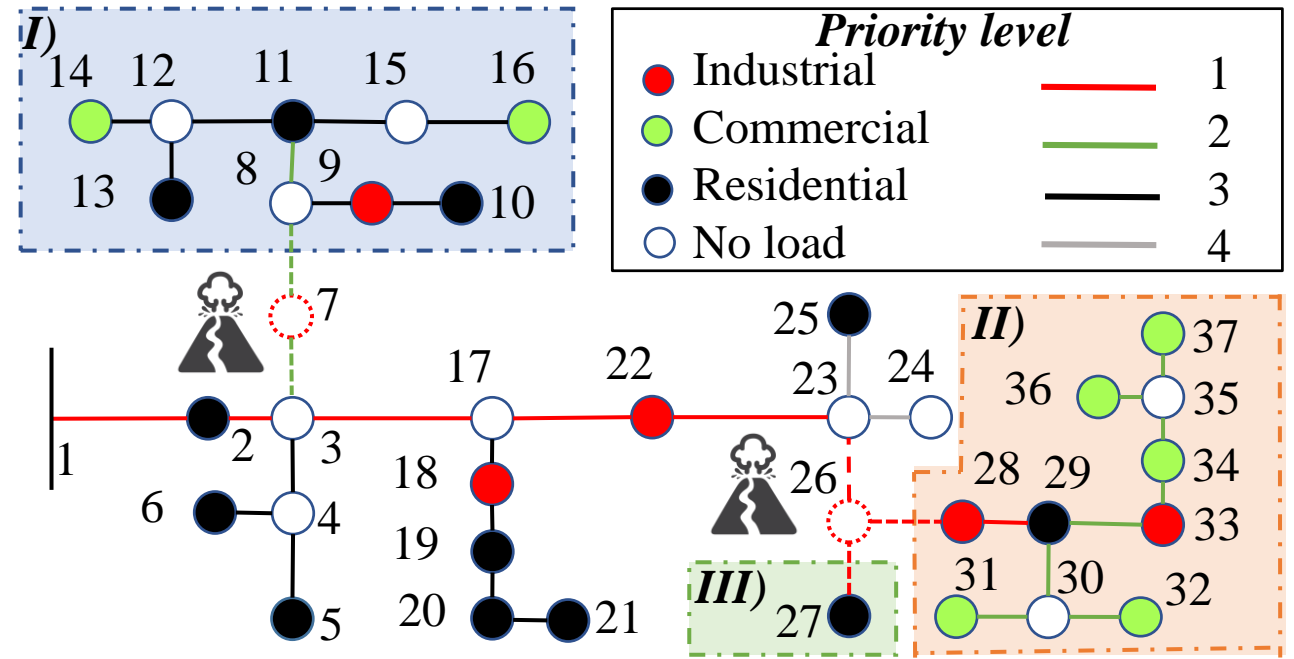 I)
14 12 11 15 16
8 9
13 10
Priority level
Industrial 1
Commercial 2
Residential 3
No load 4
7
17 22 25 23 24
1 2 3
18
6 4
19
5 20 21
26
II)
37
36 35
34
28 29
33
31 30 32
III)
27